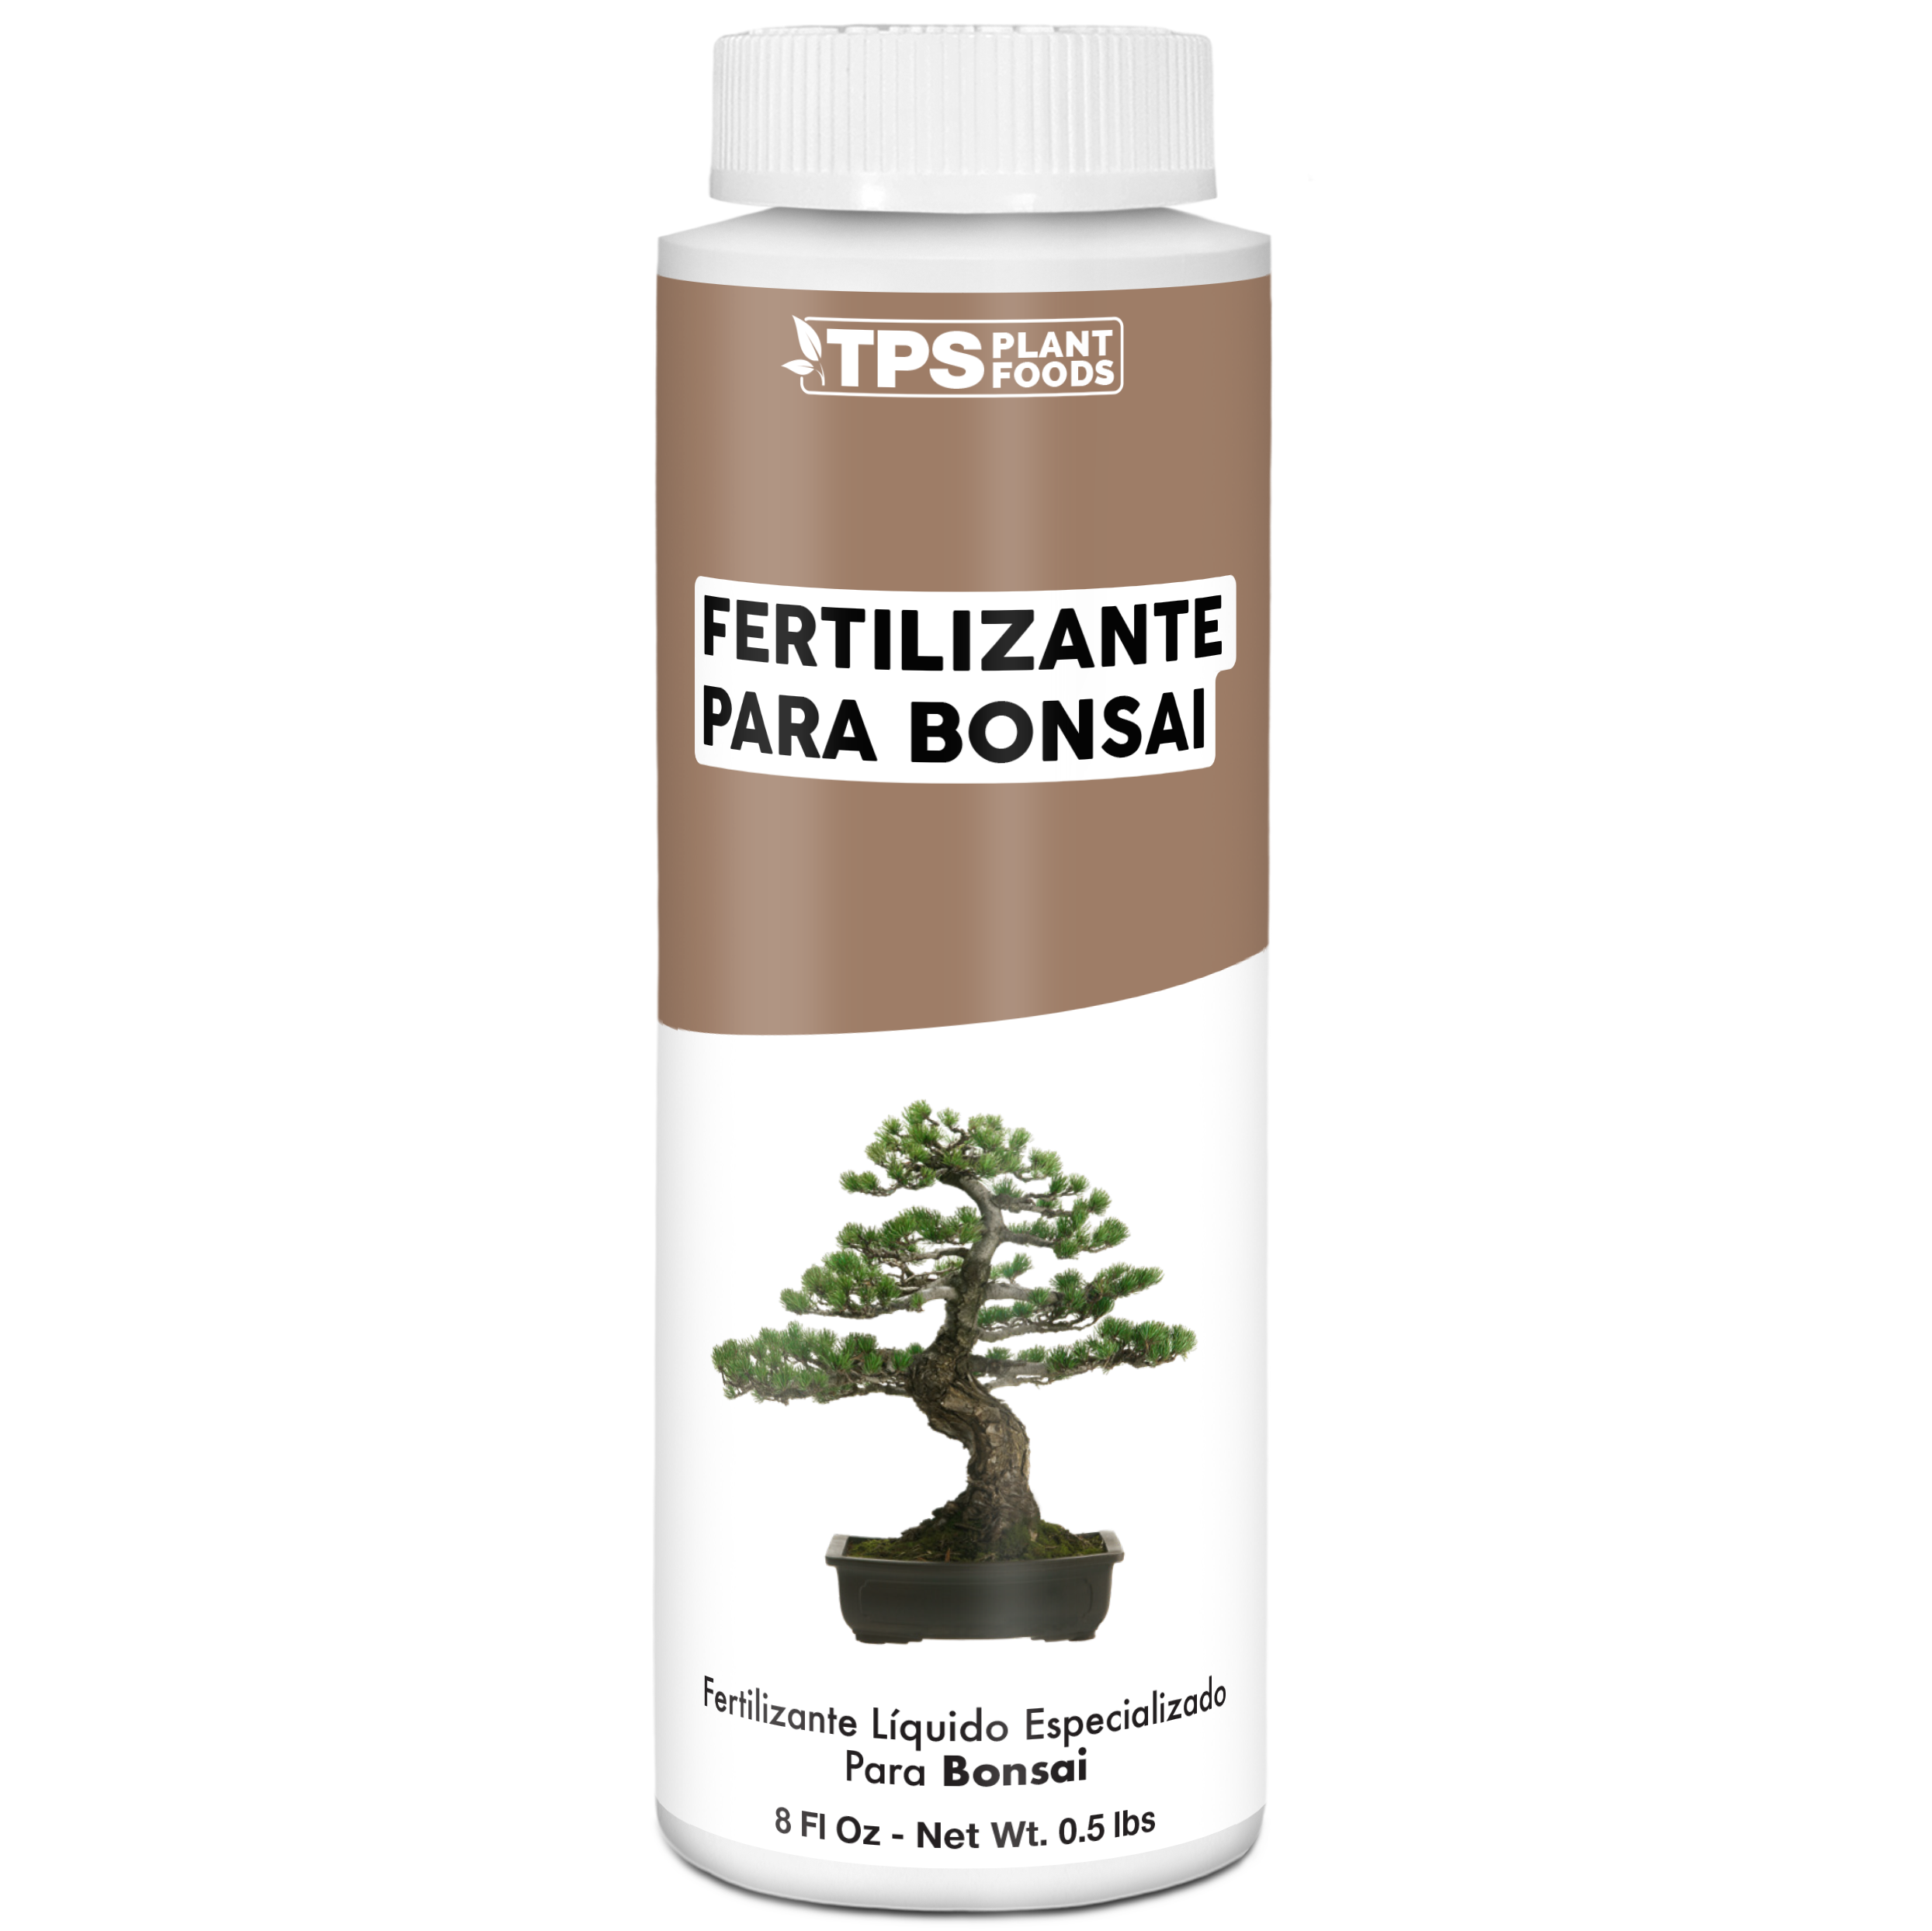 TPS PLANT FOODS
FERTILIZANTE
PARA BONSAI
Fertilizante Líquido Especializado
Para Bonsai
8 Fl Oz - Net Wt. 0.5 lbs